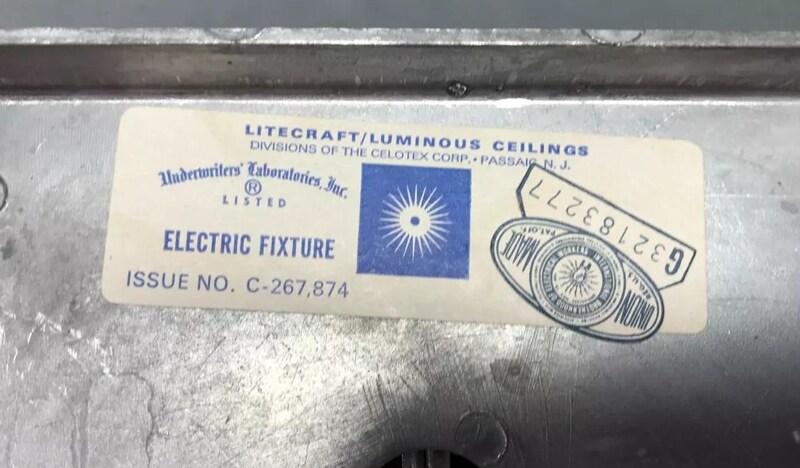 LITECRAFT/LUMINOUS CEILINGS
DIVISIONS OF THE CELOTEX CORP. • PASSAIC, N. J.
Underwriters' Laboratories, Inc.
®
LISTED
ELECTRIC FIXTURE
ISSUE NO. C-267,874
G32183277
UNION MADE